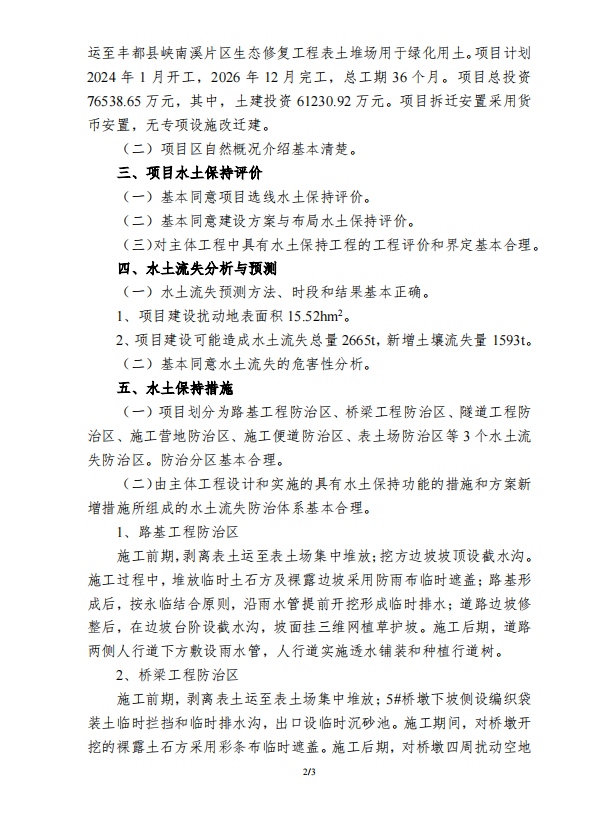 运至丰都县峡南溪片区生态修复工程表土堆场用于绿化用土。项目计划
2024 年 1 月开工，2026 年 12 月完工，总工期 36 个月。项目总投资
76538.65 万元，其中，土建投资 61230.92 万元。项目拆迁安置采用货
币安置，无专项设施改迁建。
（二）项目区自然概况介绍基本清楚。
三、项目水土保持评价
（一）基本同意项目选线水土保持评价。
（二）基本同意建设方案与布局水土保持评价。
（三）对主体工程中具有水土保持工程的工程评价和界定基本合理。
四、水土流失分析与预测
（一）水土流失预测方法、时段和结果基本正确。
1、项目建设扰动地表面积 15.52hm²。
2、项目建设可能造成水土流失总量 2665t，新增土壤流失量 1593t。
（二）基本同意水土流失的危害性分析。
五、水土保持措施
（一）项目划分为路基工程防治区、桥梁工程防治区、隧道工程防
治区、施工营地防治区、施工便道防治区、表土场防治区等 3 个水土流
失防治区。防治分区基本合理。
（二）由主体工程设计和实施的具有水土保持功能的措施和方案新
增措施所组成的水土流失防治体系基本合理。
1、路基工程防治区
施工前期，剥离表土运至表土场集中堆放；挖方边坡坡顶设截水沟。
施工过程中，堆放临时土石方及裸露边坡采用防雨布临时遮盖；路基形
成后，按永临结合原则，沿雨水管提前开挖形成临时排水；道路边坡修
整后，在边坡台阶设截水沟，坡面挂三维网植草护坡。施工后期，道路
两侧人行道下方敷设雨水管，人行道实施透水铺装和种植行道树。
2、桥梁工程防治区
施工前期，剥离表土运至表土场集中堆放；5#桥墩下坡侧设编织袋
装土临时拦挡和临时排水沟，出口设临时沉砂池。施工期间，对桥墩开
挖的裸露土石方采用彩条布临时遮盖。施工后期，对桥墩四周扰动空地
2/3